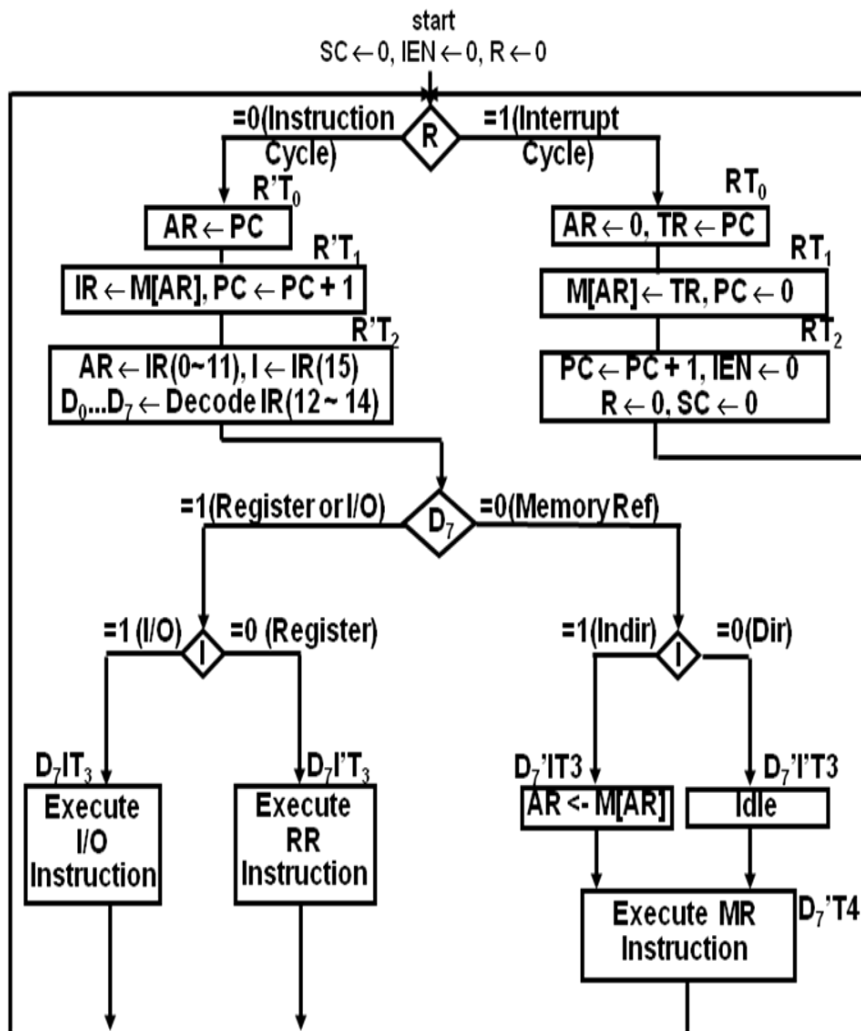 start
SC ← 0, IEN ← 0, R ← 0
=0(Instruction
Cycle)
R
=1(Interrupt
Cycle)
R'T₀
AR ← PC
R'T₁
IR ← M[AR], PC ← PC + 1
R'T₂
AR ← IR(0~11), I ← IR(15)
D₀...D₇ ← Decode IR(12 ~ 14)
RT₀
AR ← 0, TR ← PC
RT₁
M[AR] ← TR, PC ← 0
RT₂
PC ← PC + 1, IEN ← 0
R ← 0, SC ← 0
=1(Register or I/O)
D₇
=0(Memory Ref)
=1 (I/O)
I
=0 (Register)
=1(Indir)
I
=0(Dir)
D₇IT₃
Execute
I/O
Instruction
D₇I'T₃
Execute
RR
Instruction
D₇'IT3
AR <- M[AR]
D₇'I'T3
Idle
Execute MR
Instruction
D₇'T4